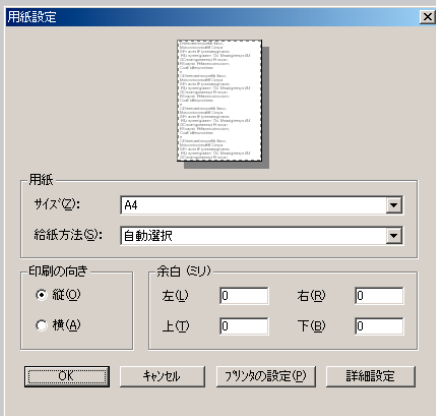 用紙設定
用紙
サイズ(Z): A4
給紙方法(S): 自動選択
印刷の向き
縦(O)
横(A)
余白 (ミリ)
左(L) 0 右(R) 0
上(T) 0 下(B) 0
OK キャンセル プリンタの設定(P) 詳細設定